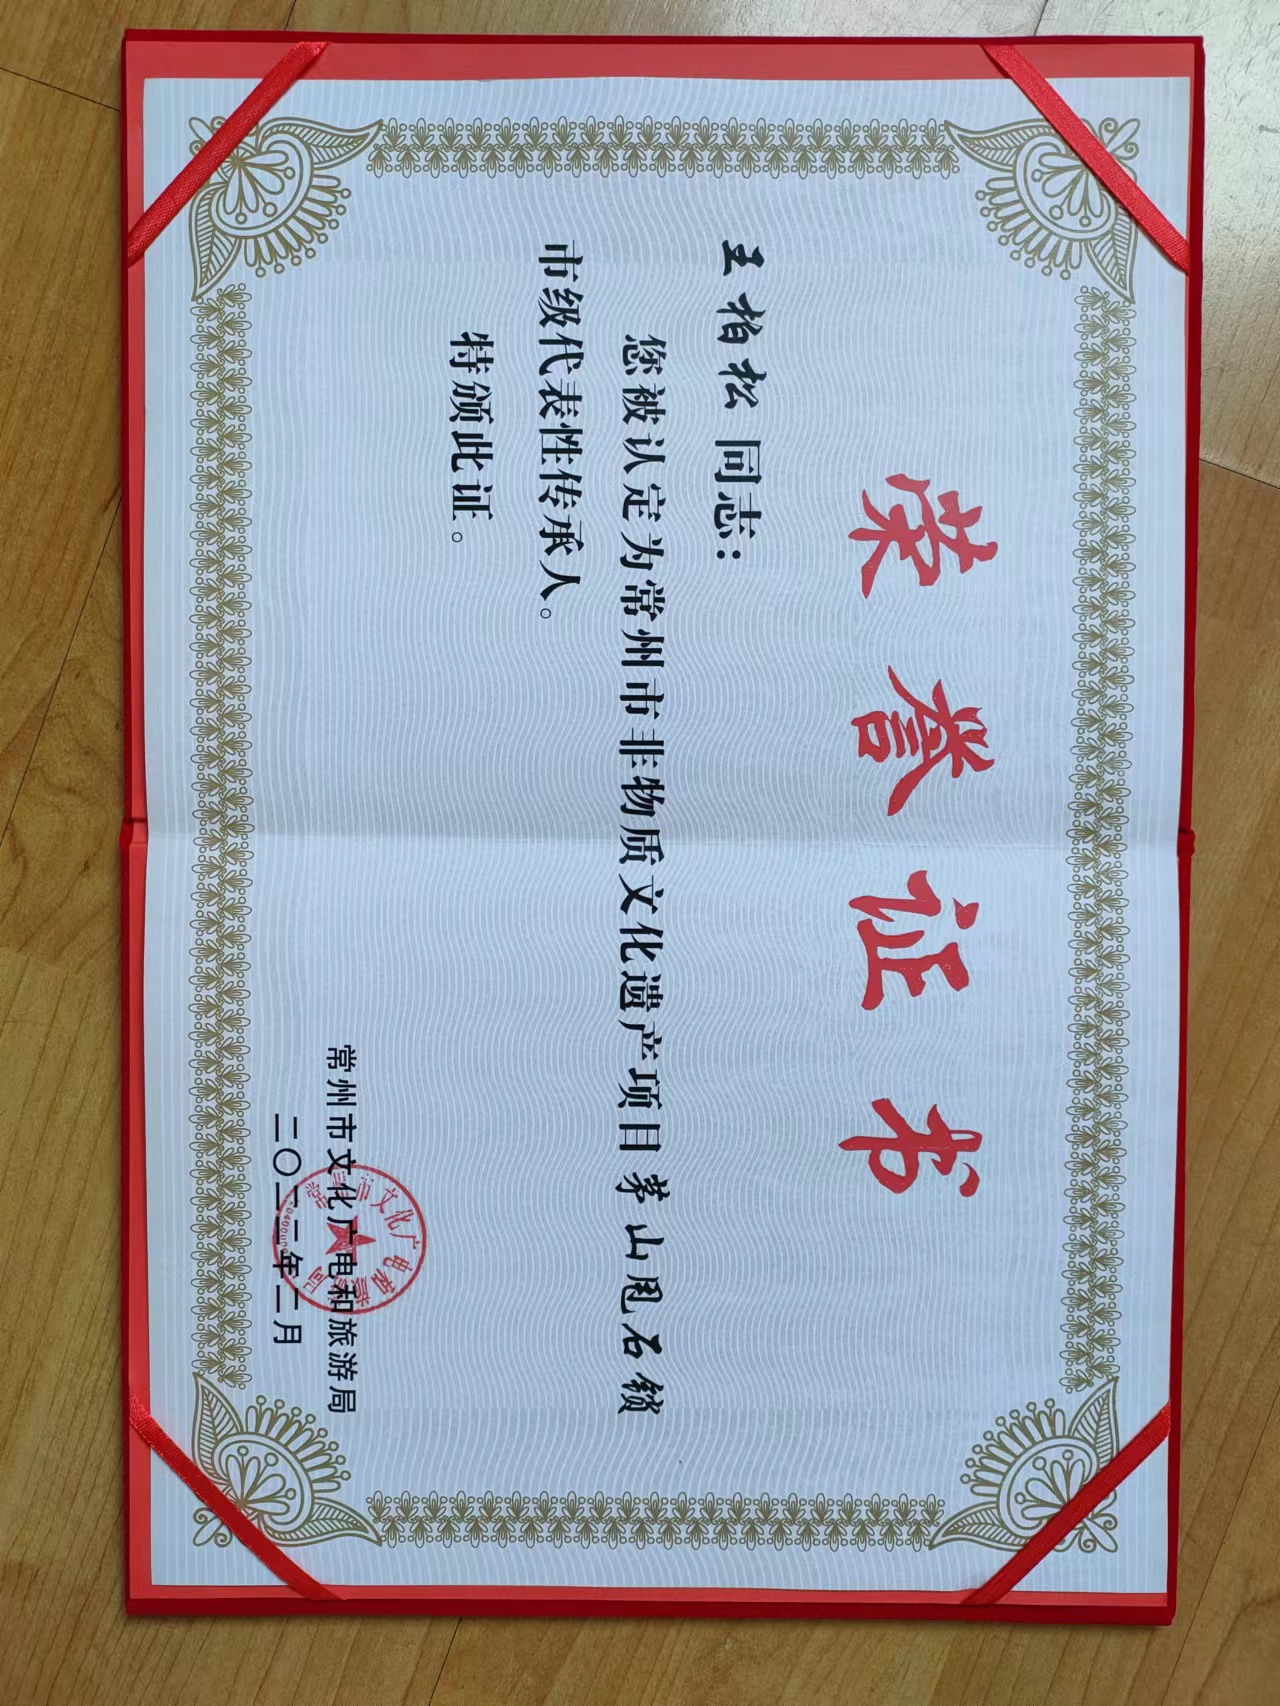 荣誉证书
王柏松同志：
您被认定为常州市非物质文化遗产项目茅山甩石锁
市级代表性传承人。
特颁此证。
常州市文化广电和旅游局
二〇二二年二月